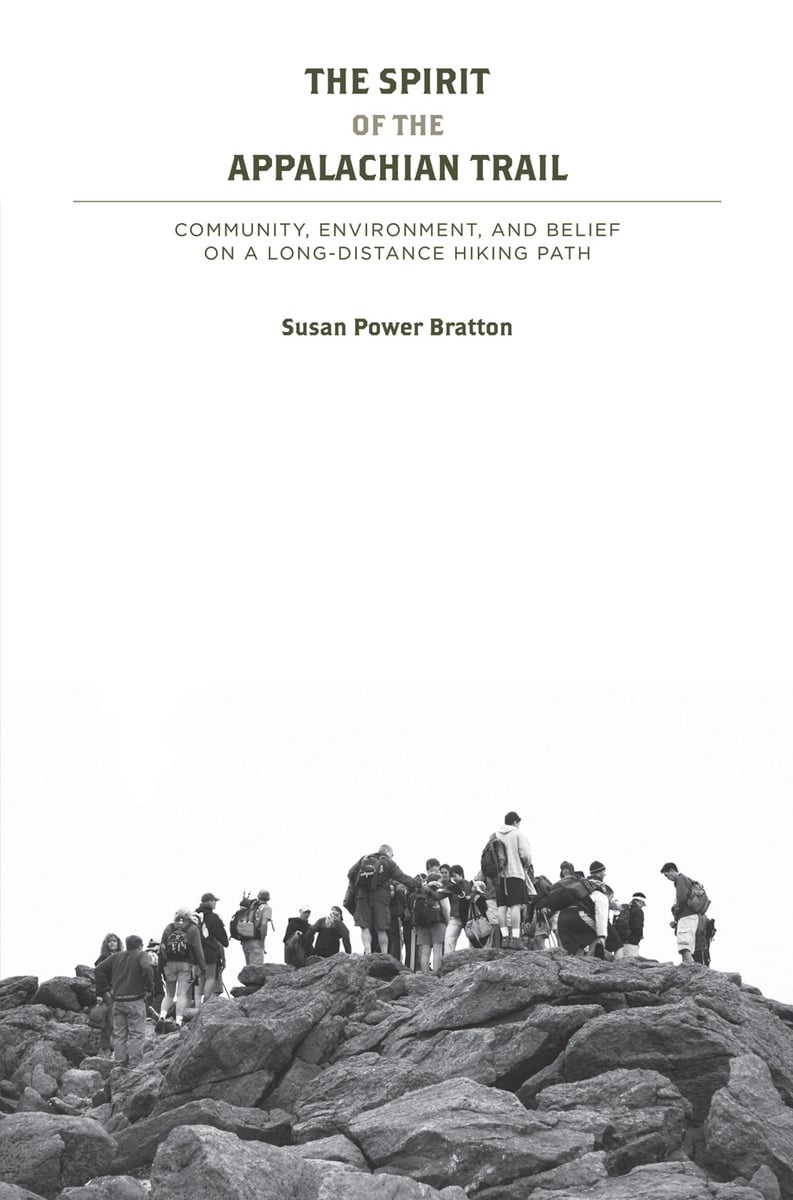 THE SPIRIT
OF THE
APPALACHIAN TRAIL
COMMUNITY, ENVIRONMENT, AND BELIEF
ON A LONG-DISTANCE HIKING PATH
Susan Power Bratton